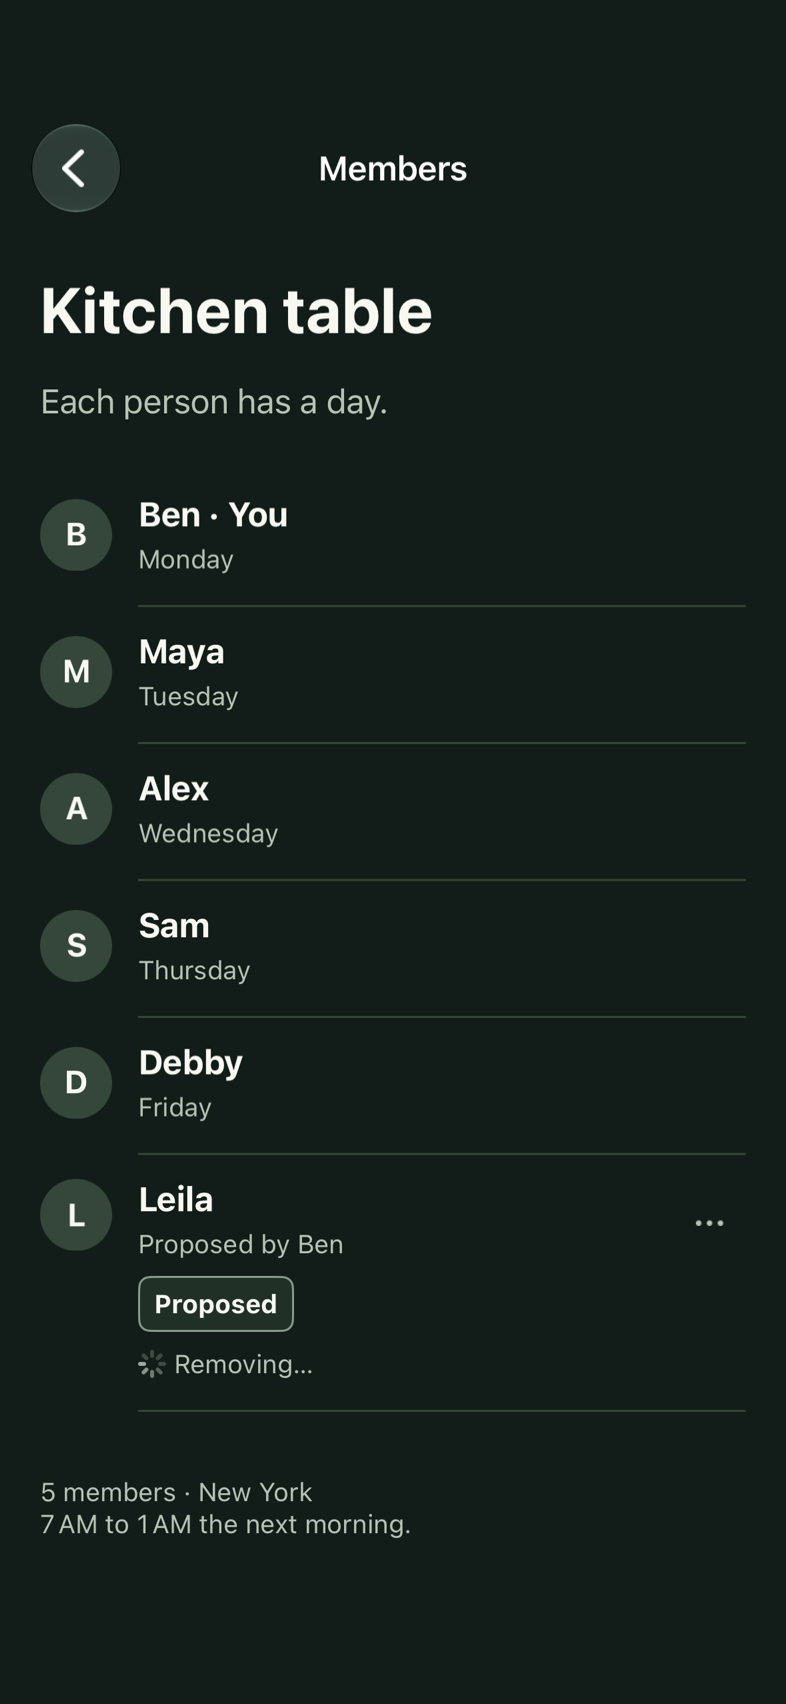 Members
Kitchen table
Each person has a day.
B
Ben · You
Monday
M
Maya
Tuesday
A
Alex
Wednesday
S
Sam
Thursday
D
Debby
Friday
L
Leila
Proposed by Ben
Proposed
Removing...
5 members · New York
7 AM to 1 AM the next morning.